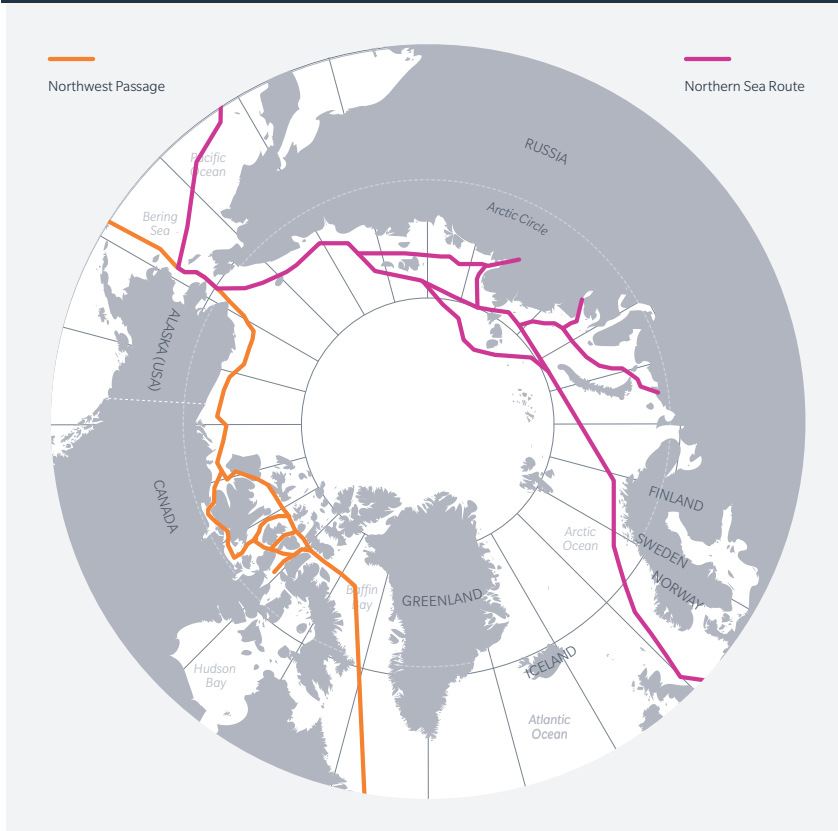 Northwest Passage
Northern Sea Route
RUSSIA
Pacific
Ocean
Arctic Circle
Bering
Sea
ALASKA (USA)
CANADA
FINLAND
Arctic
Ocean
SWEDEN
NORWAY
Baffin
Bay
GREENLAND
ICELAND
Hudson
Bay
Atlantic
Ocean